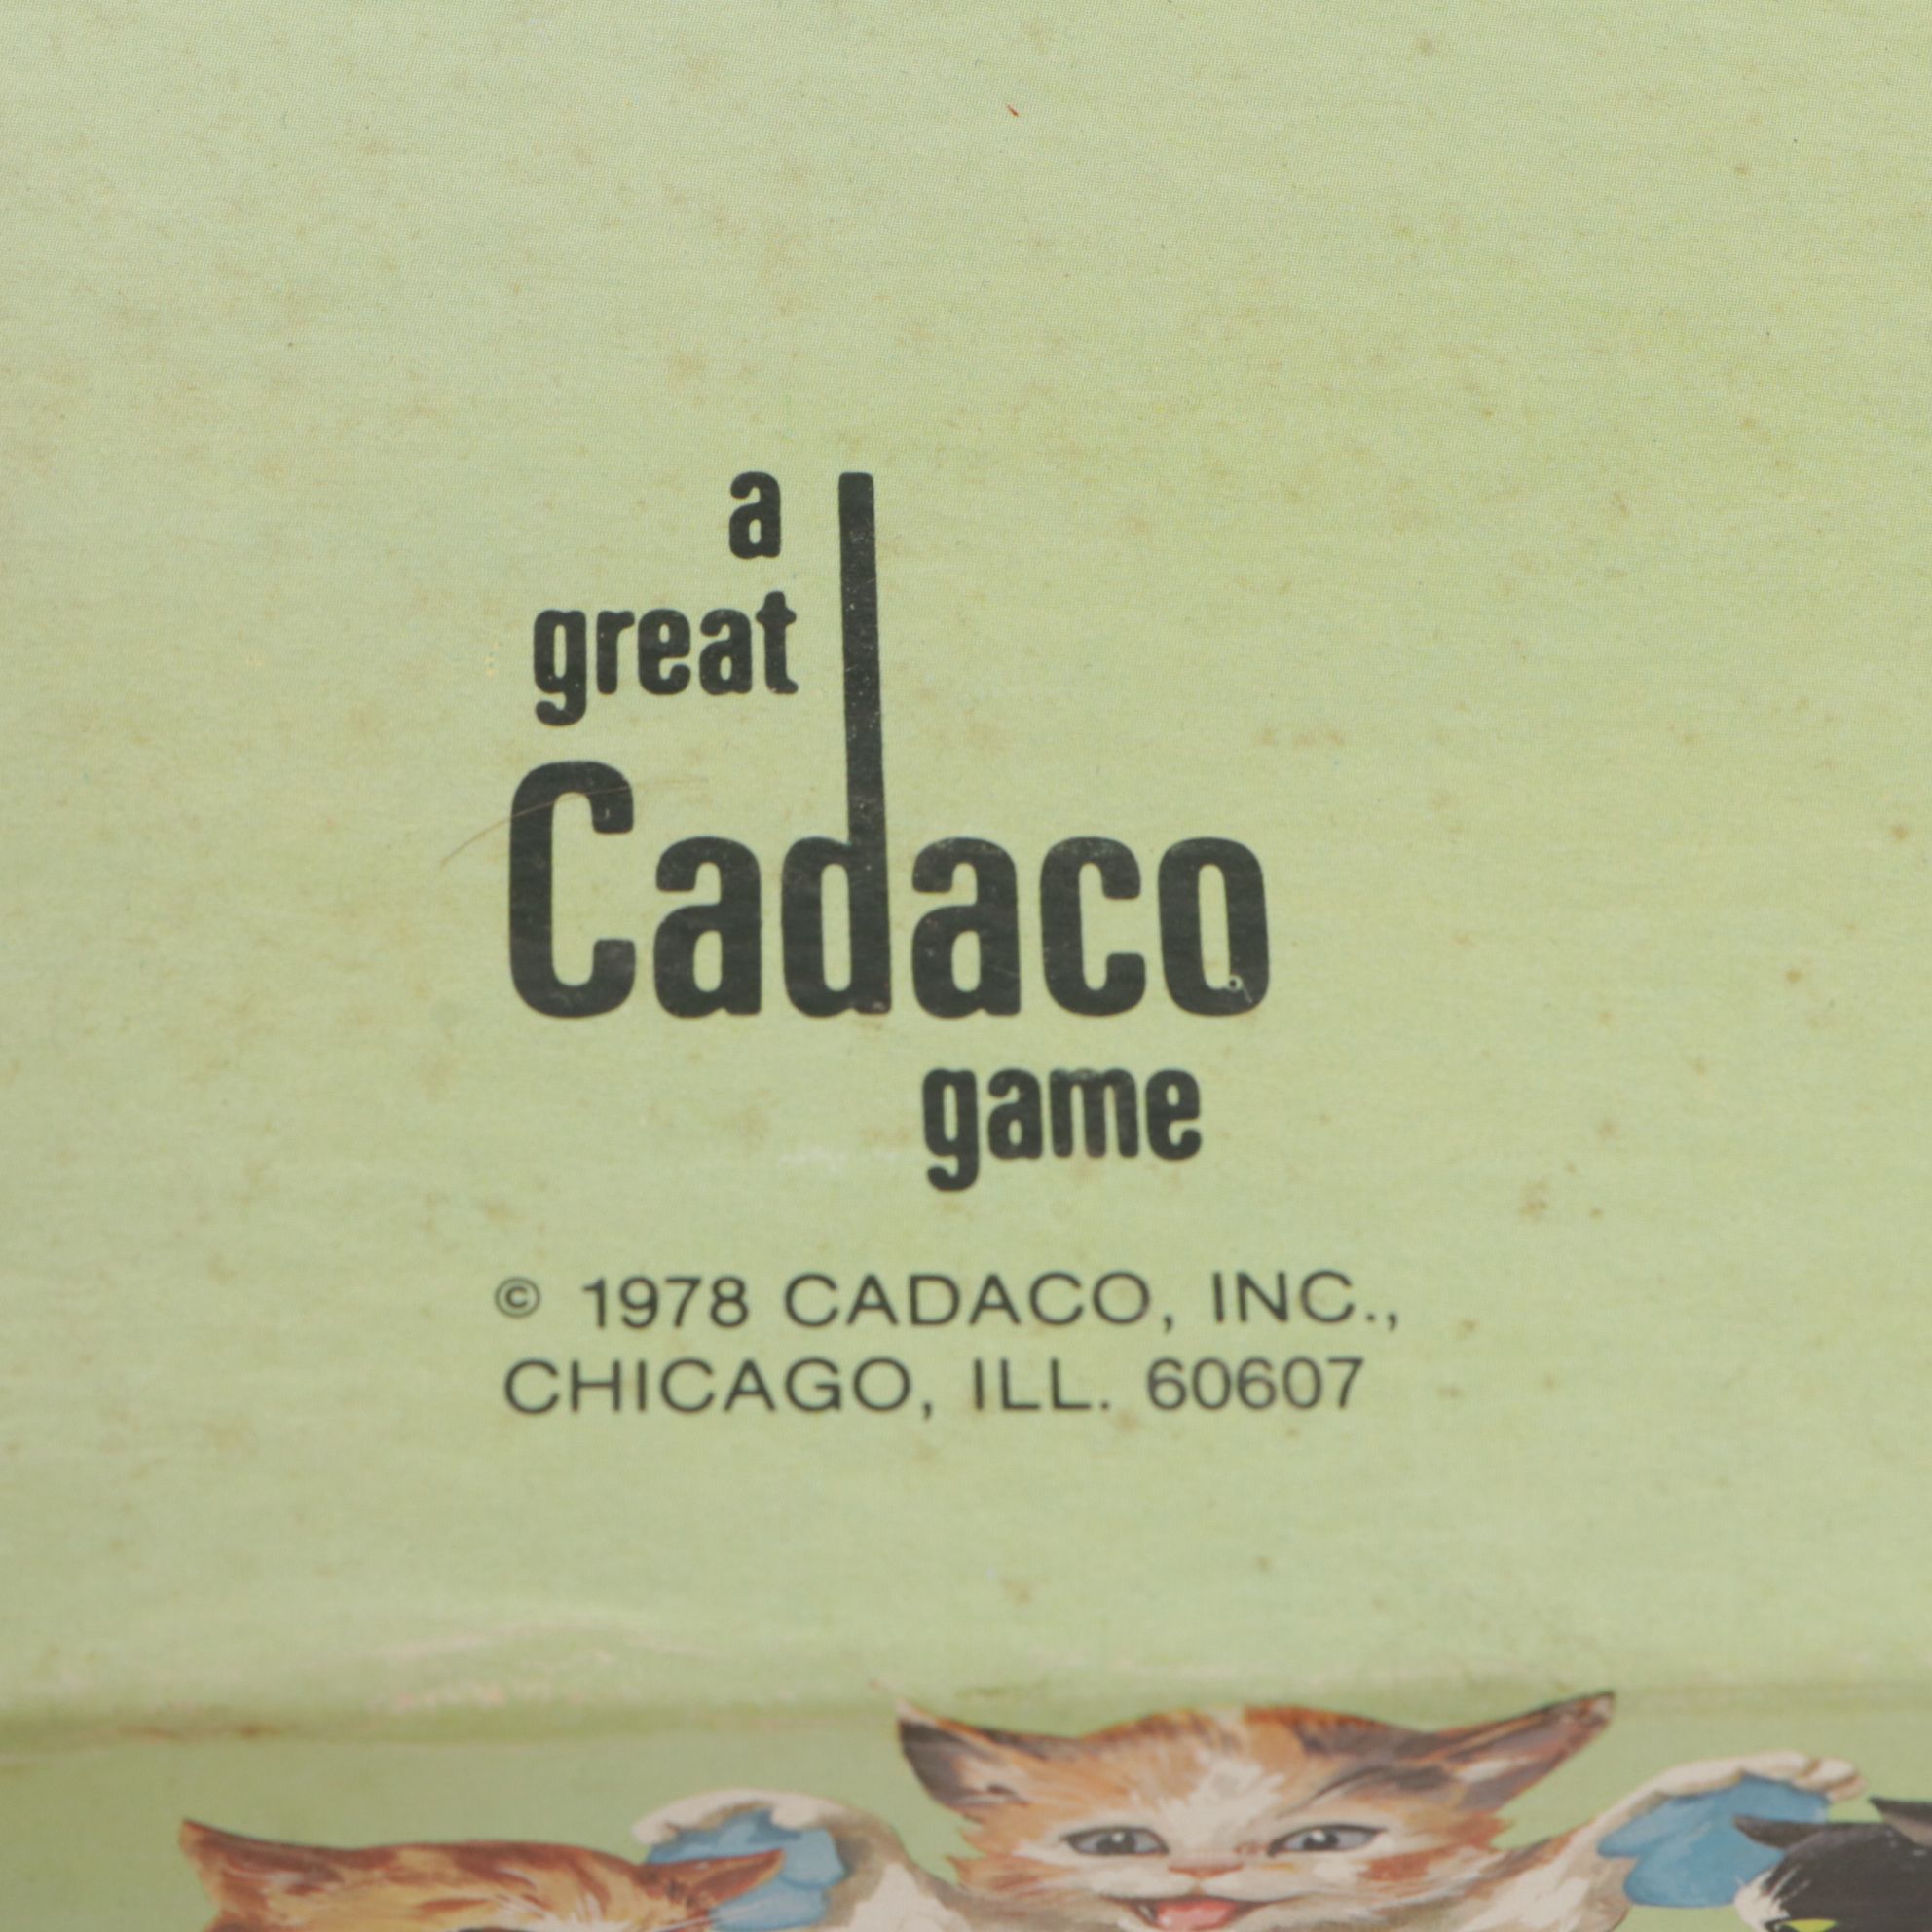 a
great
Cadaco
game
© 1978 CADACO, INC.,
CHICAGO, ILL. 60607